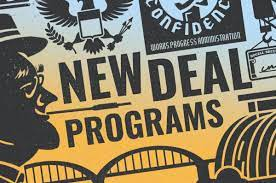 CONFIDENCE
WORKS PROGRESS ADMINISTRATION
NEW DEAL
PROGRAMS